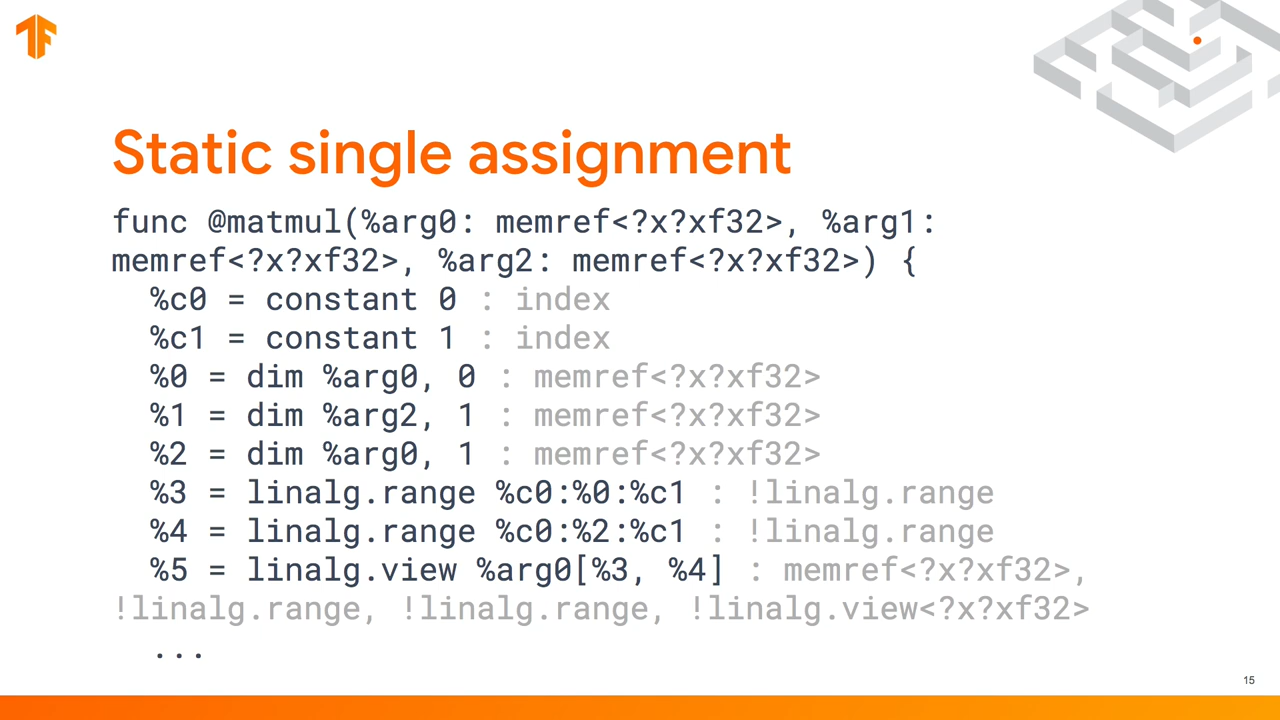 Static single assignment
func @matmul(%arg0: memref<?x?xf32>, %arg1:
memref<?x?xf32>, %arg2: memref<?x?xf32>) {
%c0 = constant 0 : index
%c1 = constant 1 : index
%0 = dim %arg0, 0 : memref<?x?xf32>
%1 = dim %arg2, 1 : memref<?x?xf32>
%2 = dim %arg0, 1 : memref<?x?xf32>
%3 = linalg.range %c0:%0:%c1 : !linalg.range
%4 = linalg.range %c0:%2:%c1 : !linalg.range
%5 = linalg.view %arg0[%3, %4] : memref<?x?xf32>,
!linalg.range, !linalg.range, !linalg.view<?x?xf32>
...
15